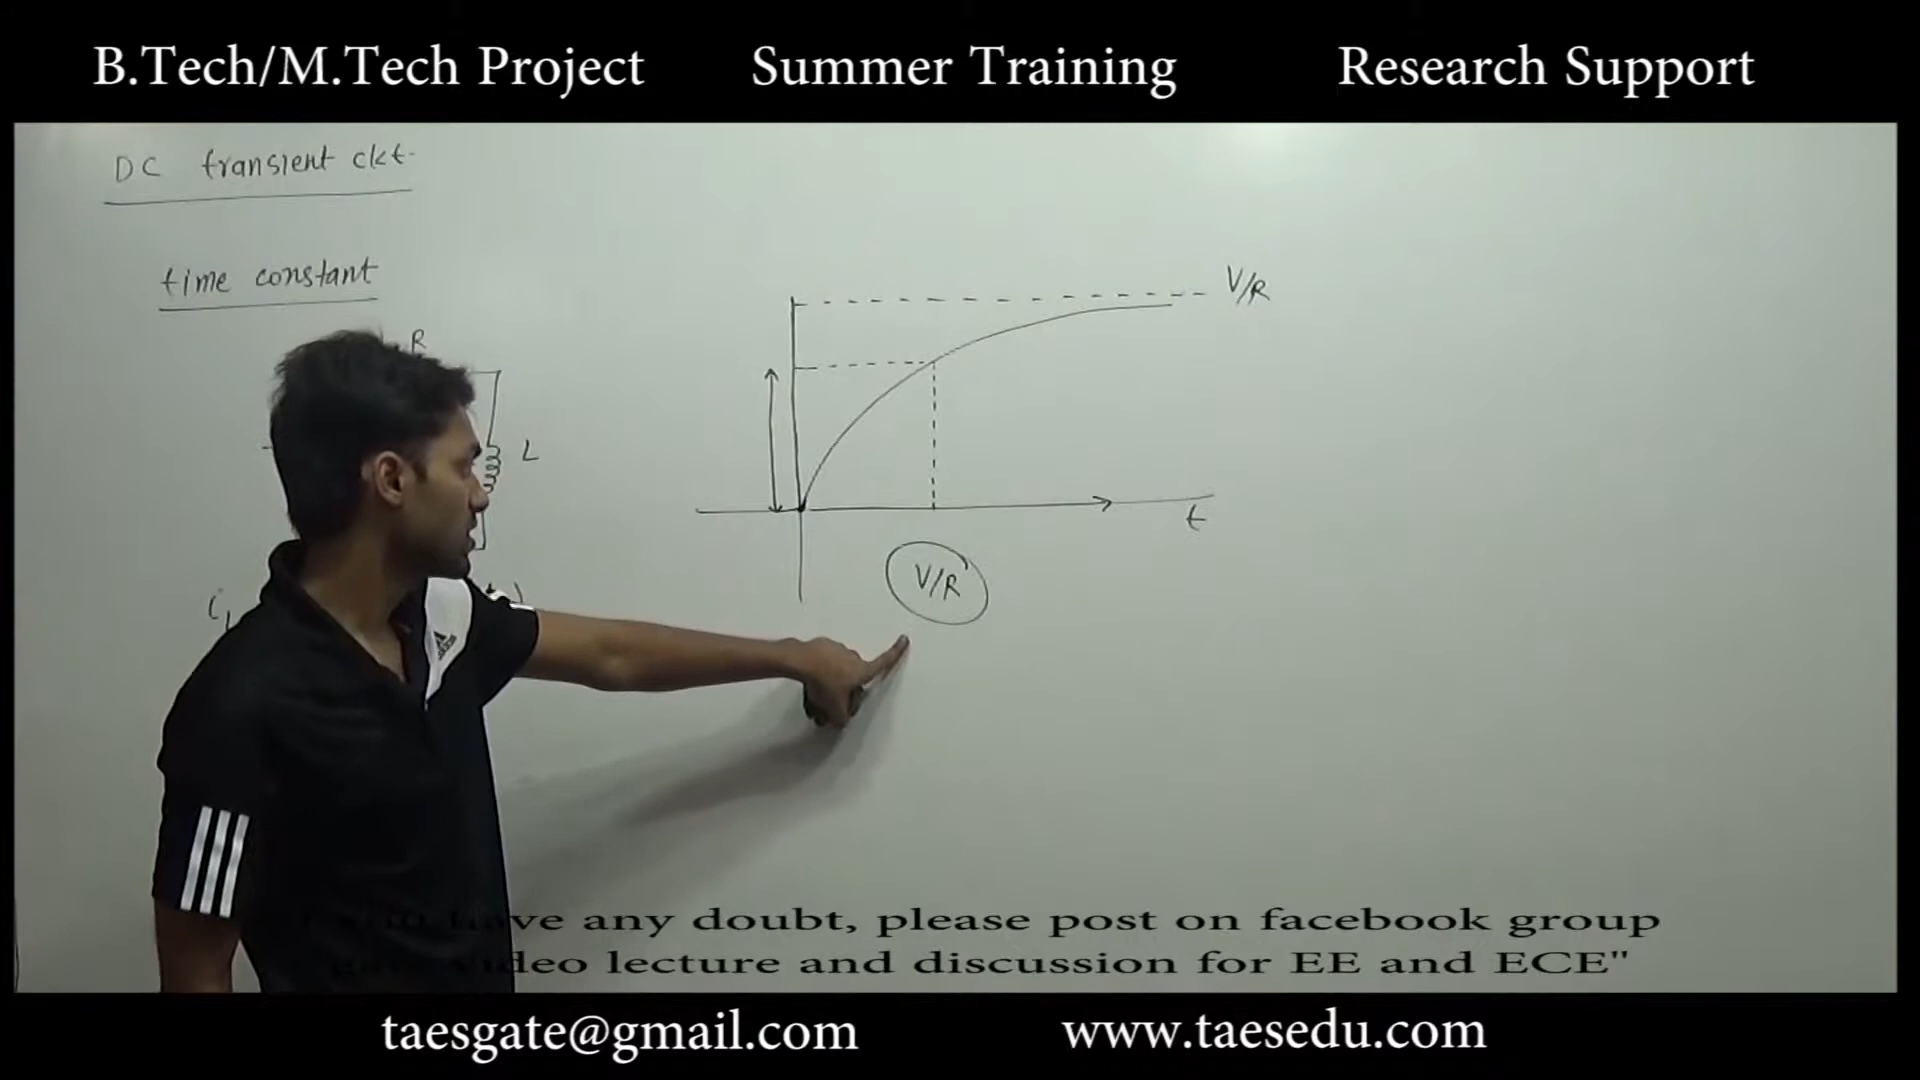 B.Tech/M.Tech Project Summer Training Research Support
DC transient ckt.
time constant
R
L
V/R
t
V/R
have any doubt, please post on facebook group
video lecture and discussion for EE and ECE"
taesgate@gmail.com www.taesedu.com